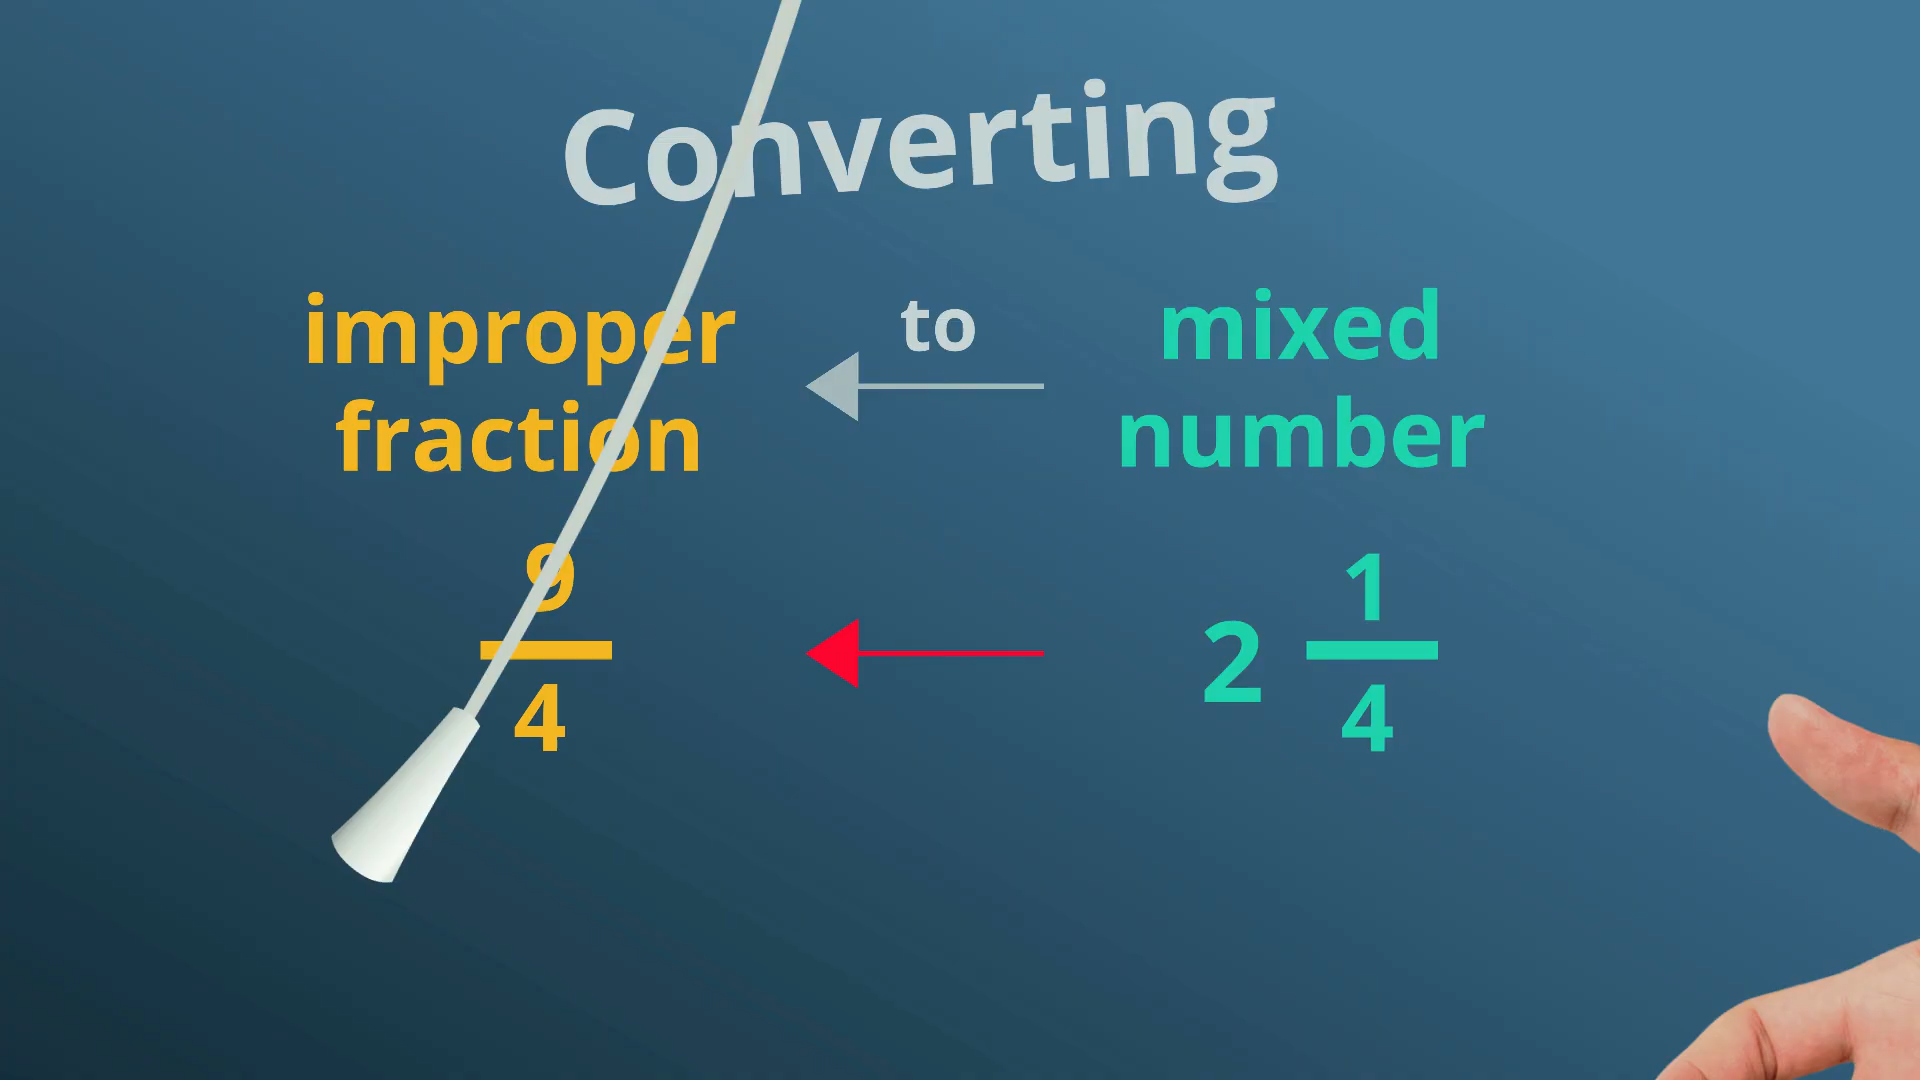 Converting
improper
fraction
to
mixed
number
9
4
2 1
4